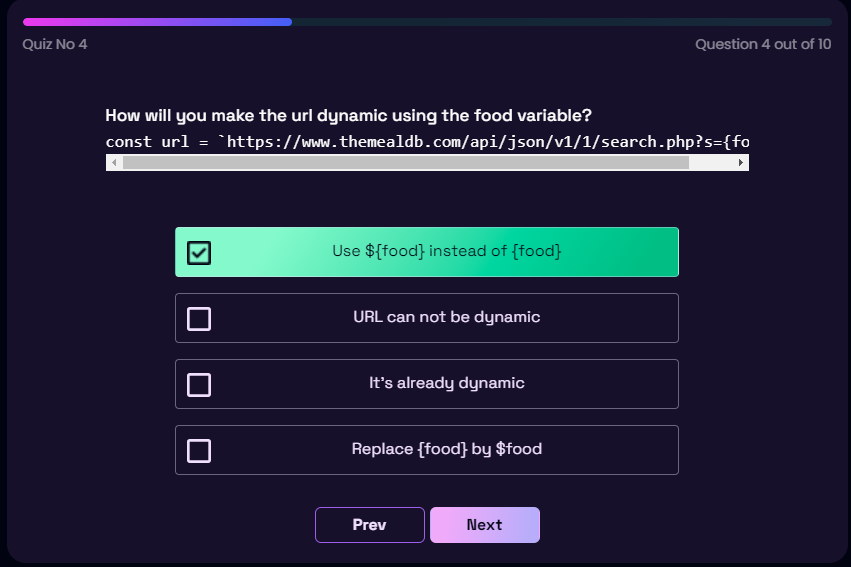 Quiz No 4
Question 4 out of 10
How will you make the url dynamic using the food variable?
const url = `https://www.themealdb.com/api/json/v1/1/search.php?s={fo
Use ${food} instead of {food}
URL can not be dynamic
It's already dynamic
Replace {food} by $food
Prev
Next